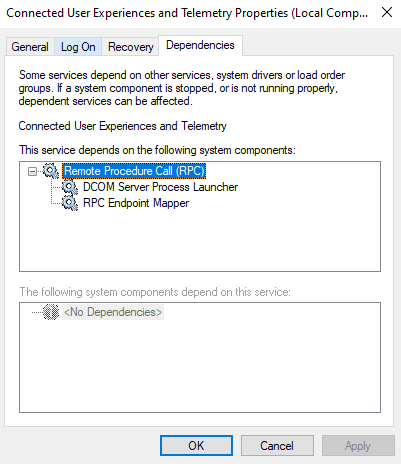 Connected User Experiences and Telemetry Properties (Local Comp...
General
Log On
Recovery
Dependencies
Some services depend on other services, system drivers or load order
groups. If a system component is stopped, or is not running properly,
dependent services can be affected.
Connected User Experiences and Telemetry
This service depends on the following system components:
Remote Procedure Call (RPC)
DCOM Server Process Launcher
RPC Endpoint Mapper
The following system components depend on this service:
<No Dependencies>
OK
Cancel
Apply